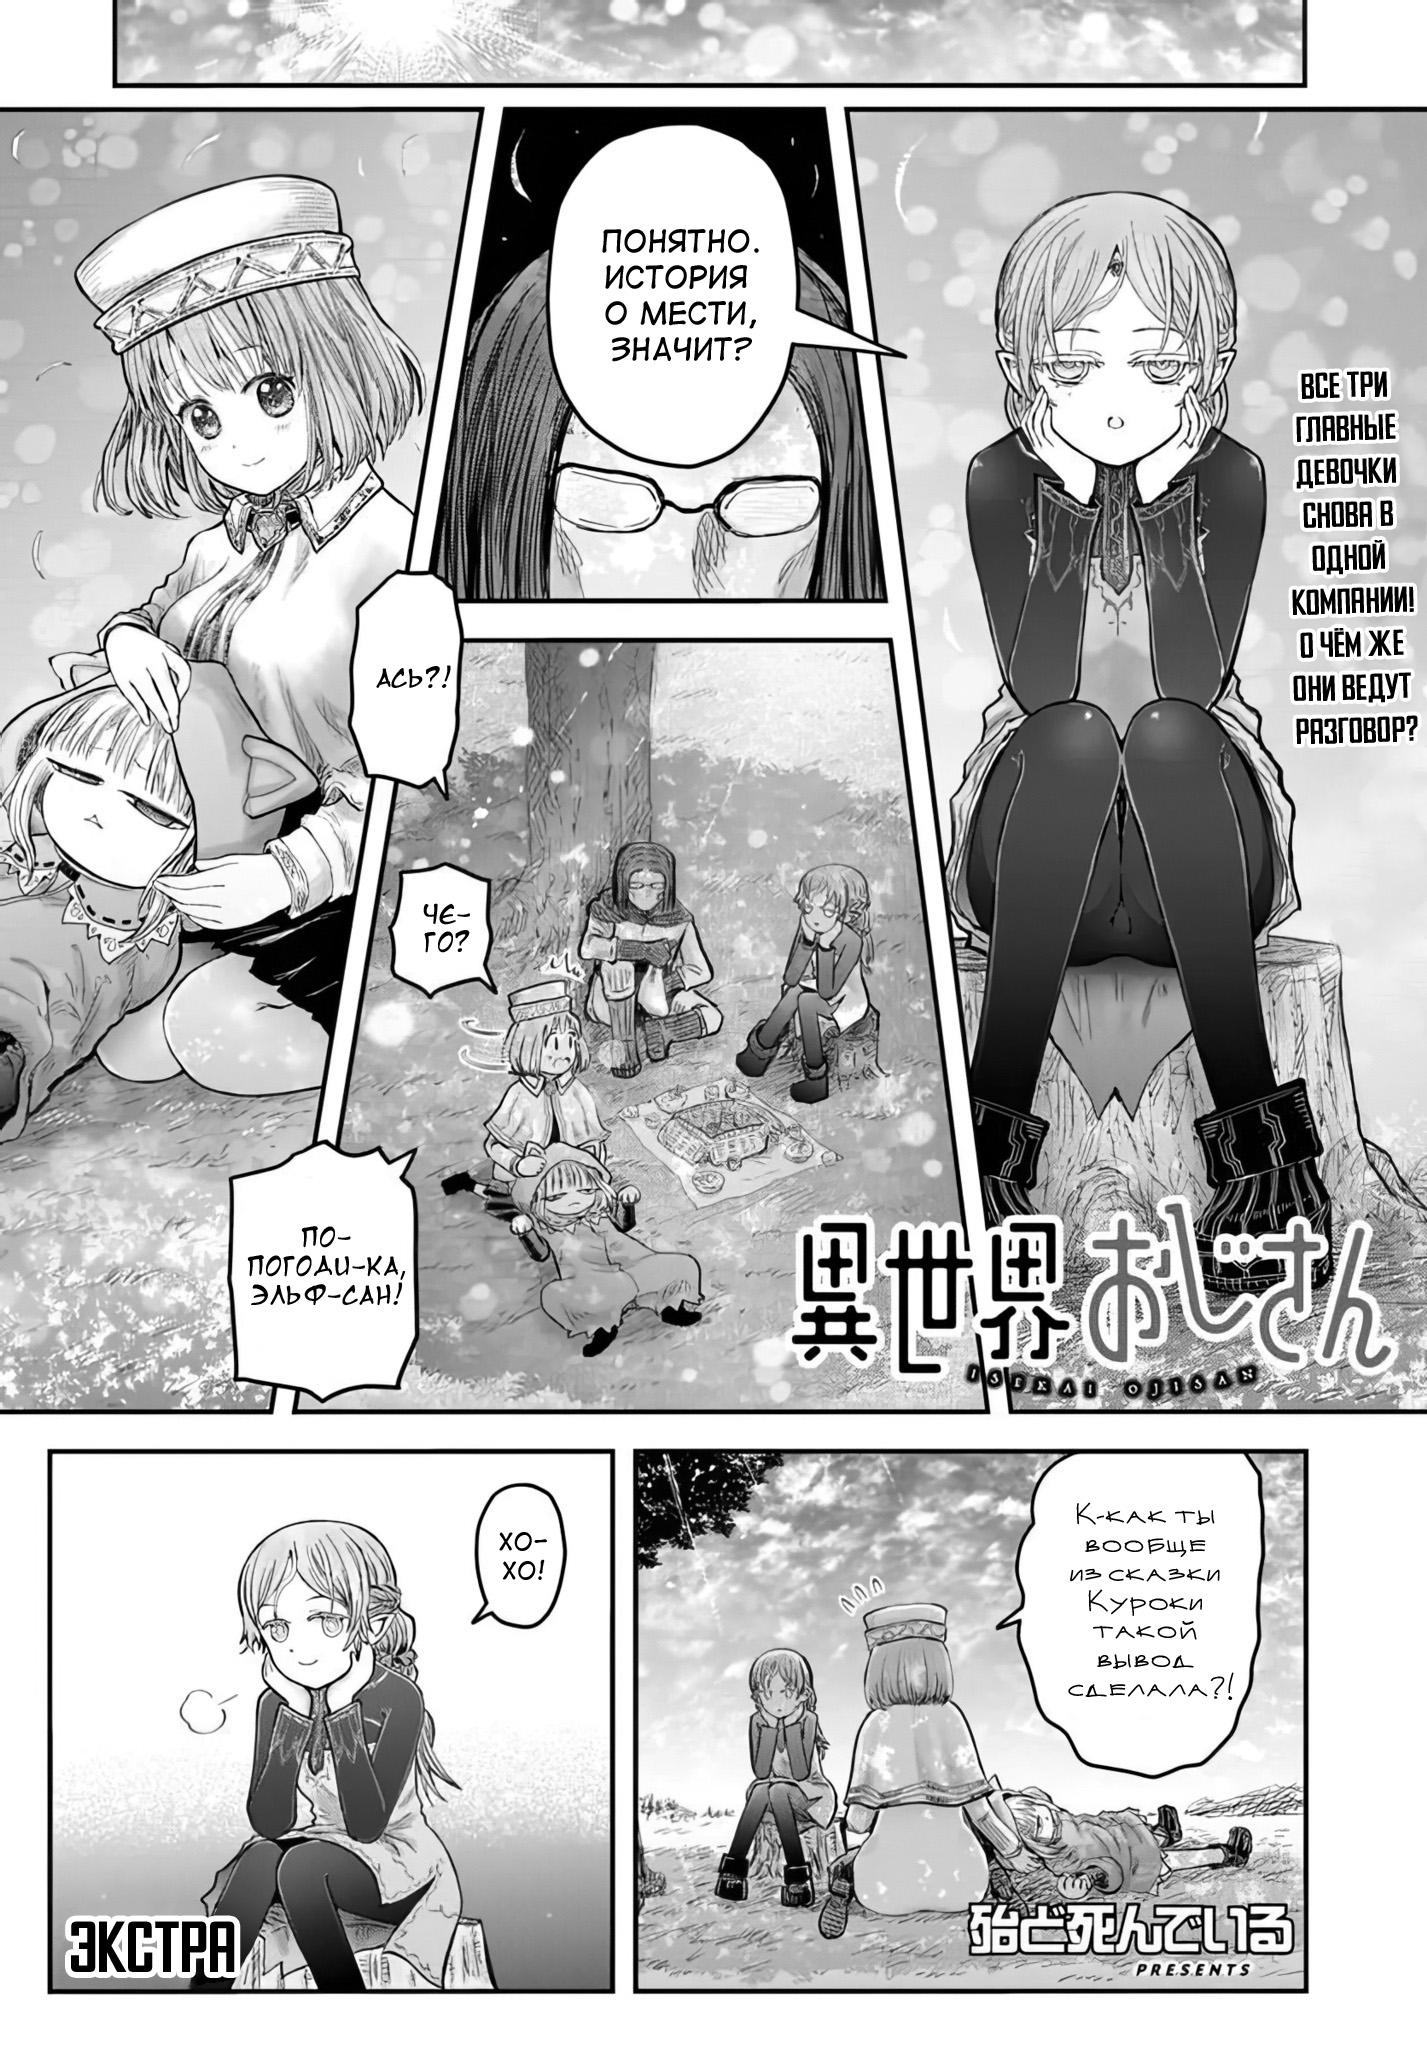 ВСЕ ТРИ
ГЛАВНЫЕ
ДЕВОЧКИ
СНОВА В
ОДНОЙ
КОМПАНИИ!
О ЧЁМ ЖЕ
ОНИ ВЕДУТ
РАЗГОВОР?
ПОНЯТНО.
ИСТОРИЯ
О МЕСТИ,
ЗНАЧИТ?
АСЬ?!
ЧЕ-
ГО?
ПО-
ПОГОДИ-КА,
ЭЛЬФ-САН!
異世界おじさん
ISEKAI OJISAN
К-КАК ТЫ
ВООБЩЕ
ИЗ СКАЗКИ
КУРОКИ
ТАКОЙ
ВЫВОД
СДЕЛАЛА?!
殆ど死んでいる
PRESENTS
ХО-
ХО!
ЭКСТРА